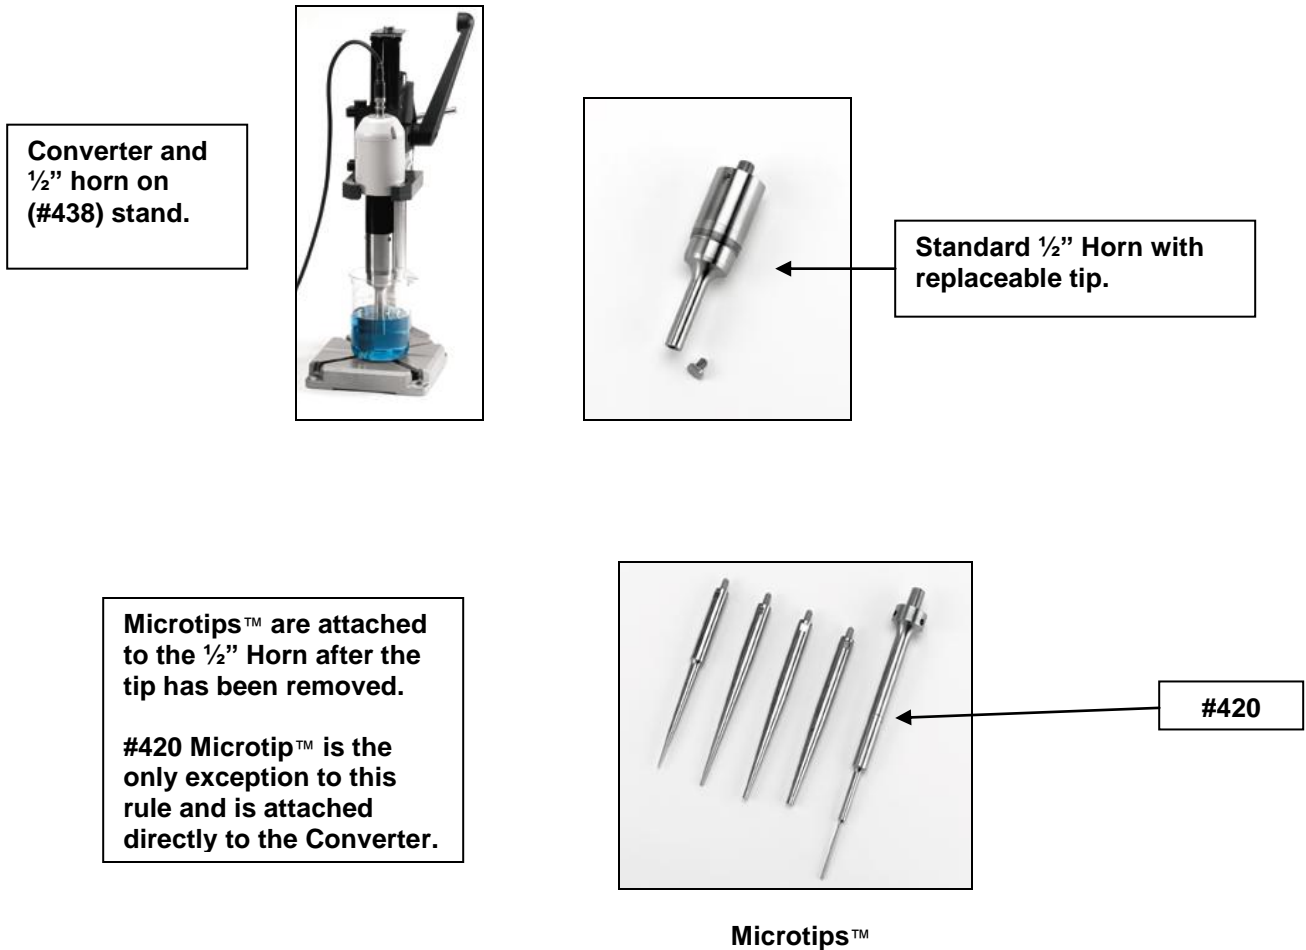 Converter and
½” horn on
(#438) stand.
Standard ½” Horn with
replaceable tip.
Microtips™ are attached
to the ½” Horn after the
tip has been removed.
#420 Microtip™ is the
only exception to this
rule and is attached
directly to the Converter.
#420
Microtips™